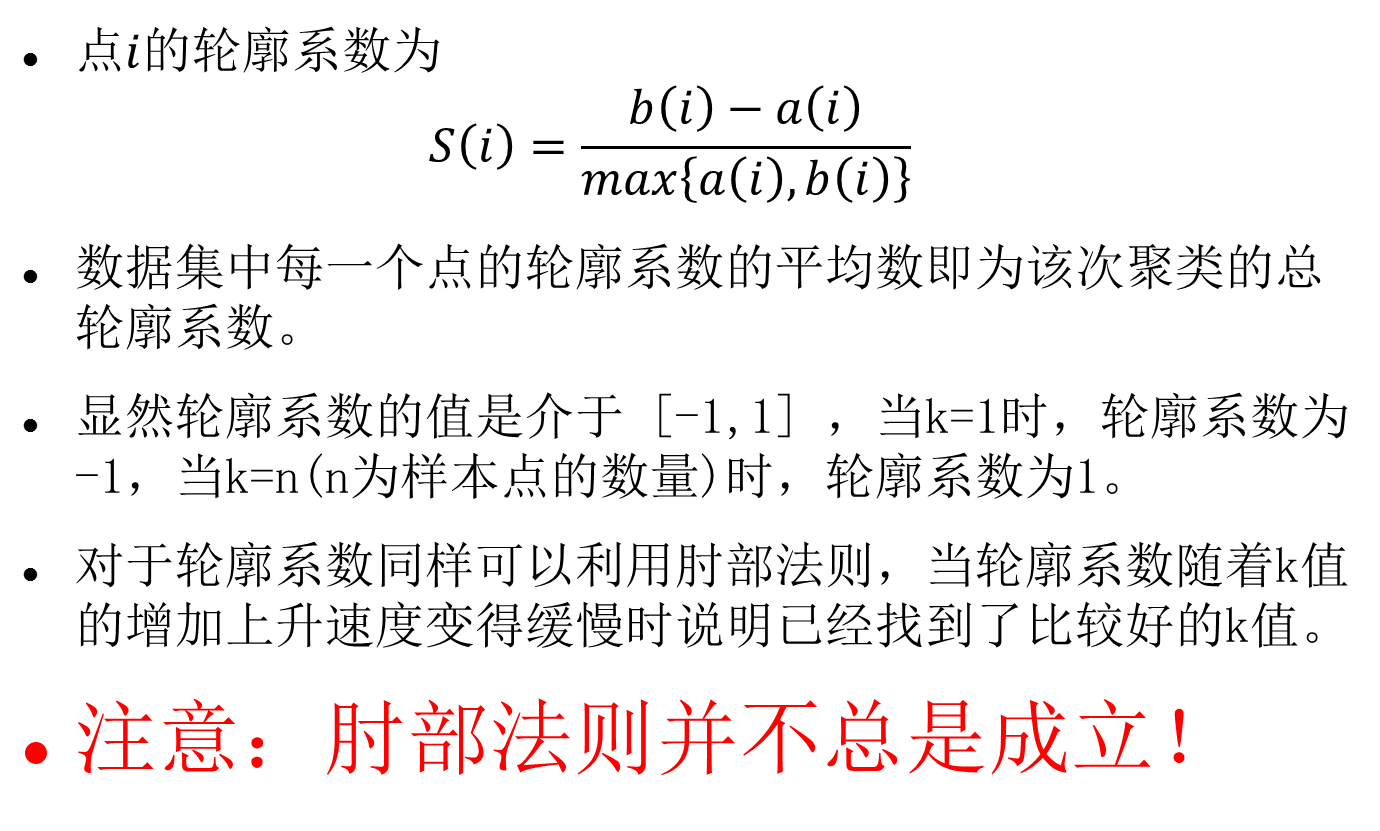 • 点i的轮廓系数为
S(i) = \frac{b(i) − a(i)}{max{a(i), b(i)}}
• 数据集中每一个点的轮廓系数的平均数即为该次聚类的总
轮廓系数。
• 显然轮廓系数的值是介于 [-1,1] ，当k=1时，轮廓系数为
-1，当k=n(n为样本点的数量)时，轮廓系数为1。
• 对于轮廓系数同样可以利用肘部法则，当轮廓系数随着k值
的增加上升速度变得缓慢时说明已经找到了比较好的k值。
• 注意：肘部法则并不总是成立！